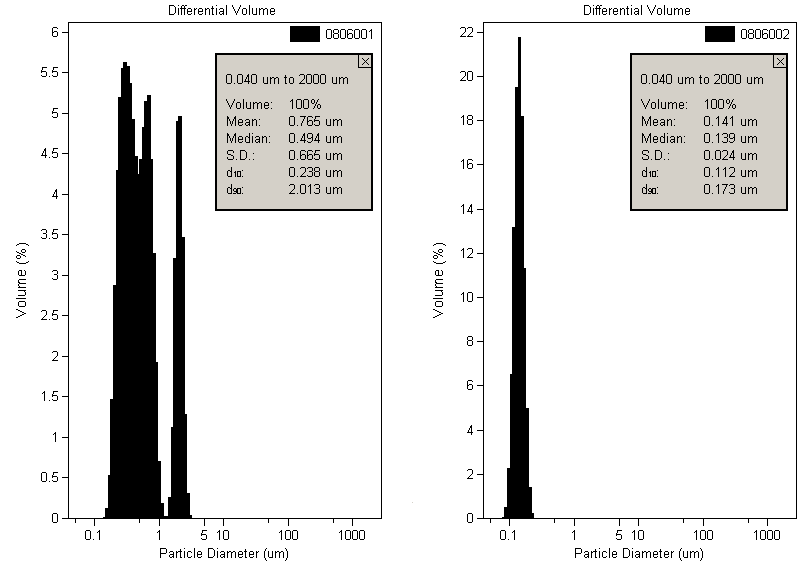 Differential Volume
0806001
0.040 um to 2000 um
Volume: 100%
Mean: 0.765 um
Median: 0.494 um
S.D.: 0.665 um
d10: 0.238 um
d90: 2.013 um
6
5.5
5
4.5
4
3.5
3
2.5
2
1.5
1
0.5
0
Volume (%)
0.1 1 5 10 100 1000
Particle Diameter (um)
Differential Volume
0806002
0.040 um to 2000 um
Volume: 100%
Mean: 0.141 um
Median: 0.139 um
S.D.: 0.024 um
d10: 0.112 um
d90: 0.173 um
22
20
18
16
14
12
10
8
6
4
2
0
Volume (%)
0.1 1 5 10 100 1000
Particle Diameter (um)